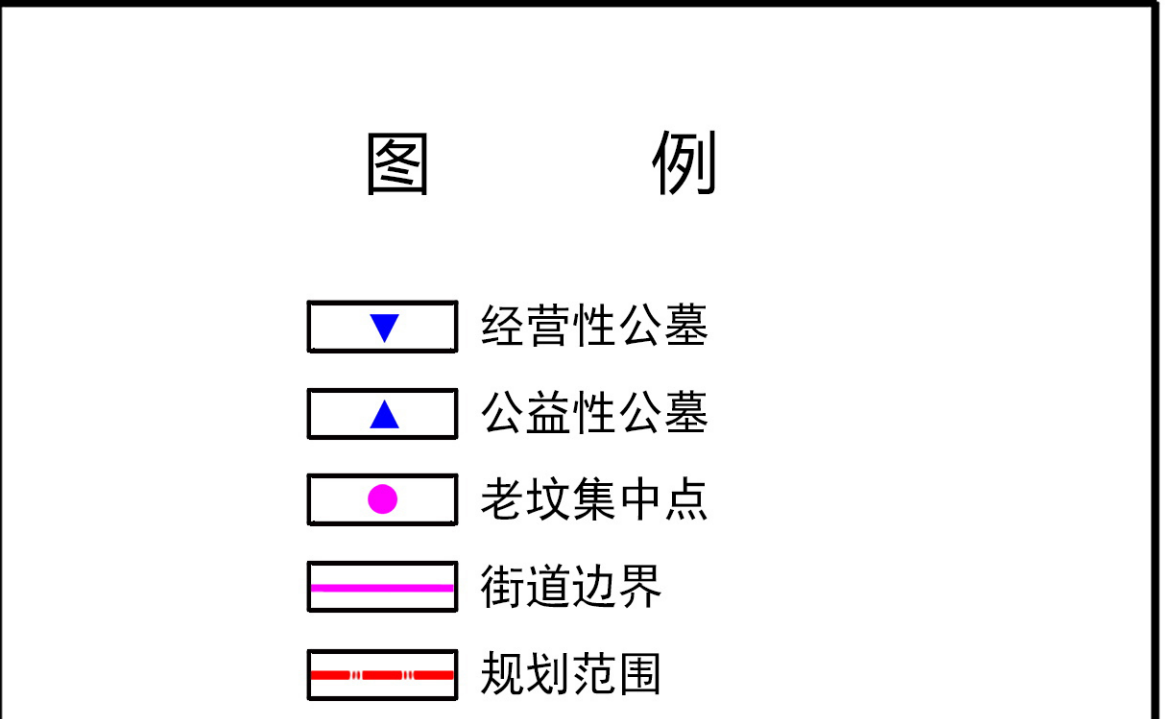 图 例
经营性公墓
公益性公墓
老坟集中点
街道边界
规划范围